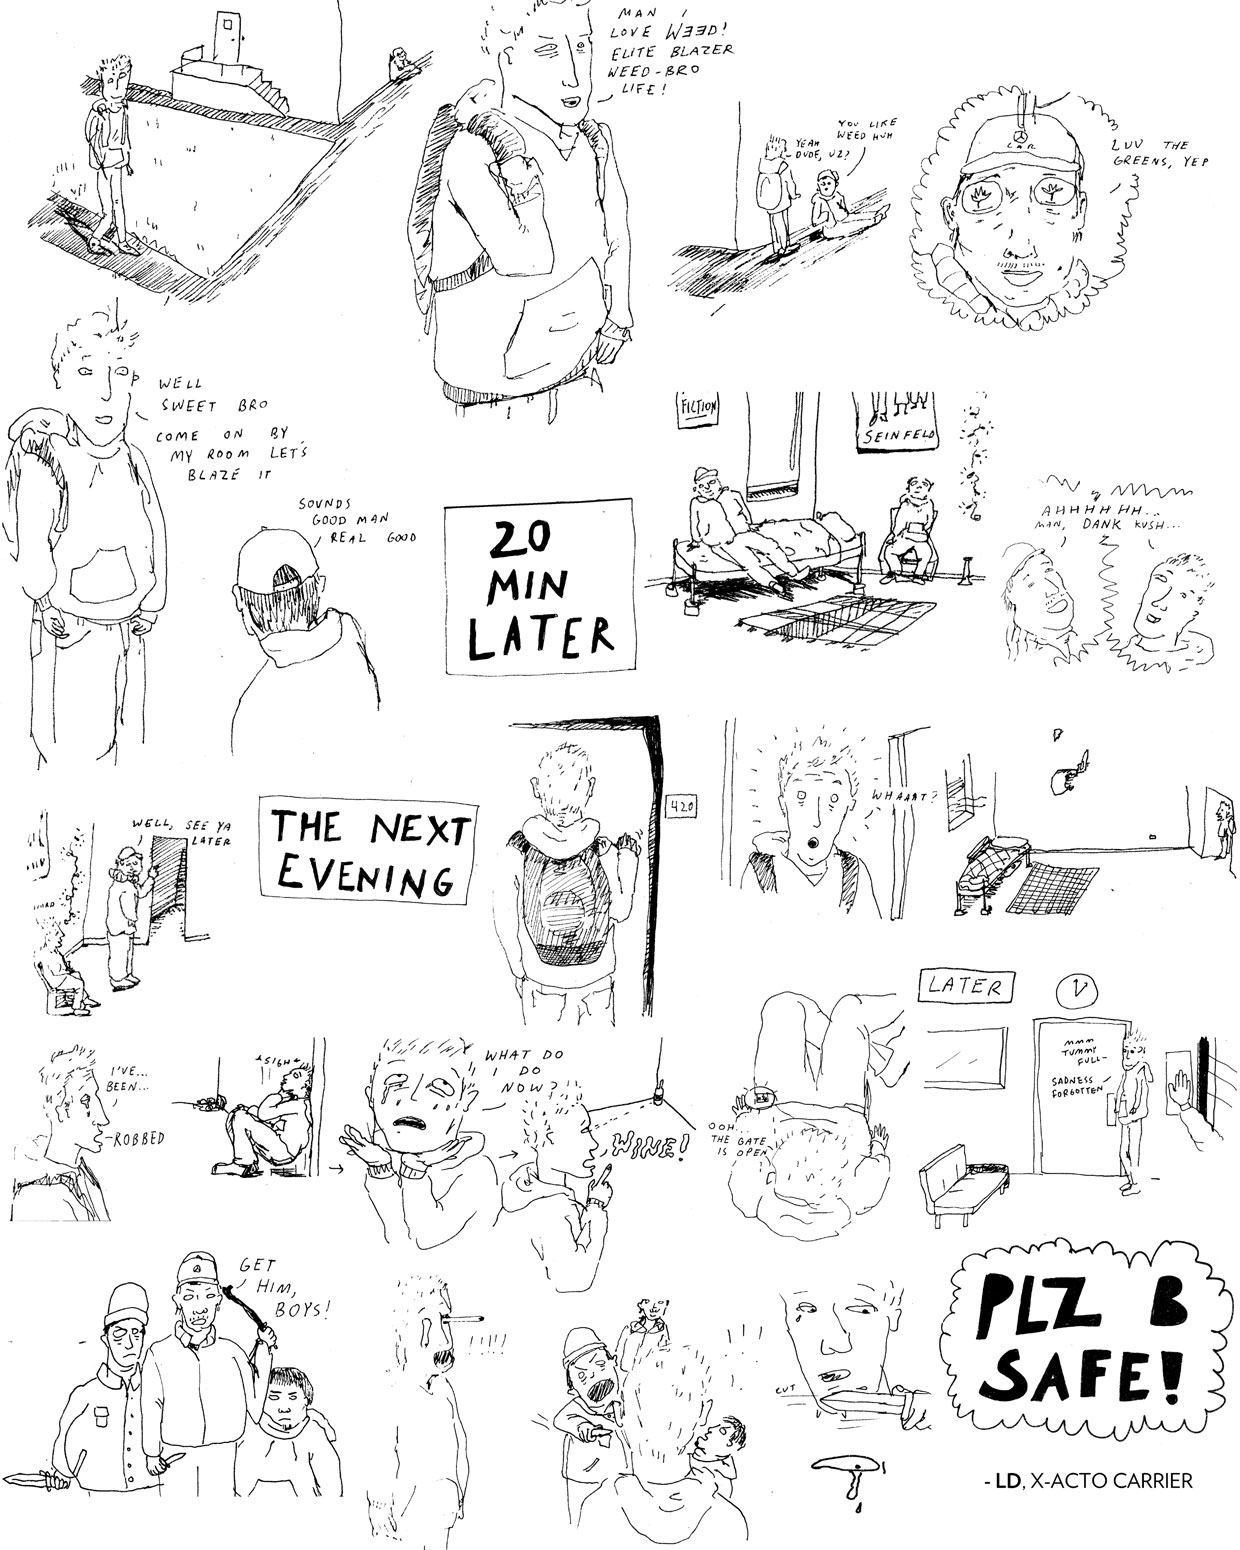 MAN I
LOVE WEED!
ELITE BLAZER
WEED-BRO
LIFE!
YEAH
DUDE, U2?
YOU LIKE
WEED HUH
CAR
LUV THE
GREENS, YEP
WELL
SWEET BRO
COME ON BY
MY ROOM LET'S
BLAZE IT
SOUNDS
GOOD MAN
REAL GOOD
20
MIN
LATER
FICTION
SEINFELD
AHHHHHH...
MAN, DANK KUSH...
WELL, SEE YA
LATER
THE NEXT
EVENING
420
WHAAAT?
I'VE...
BEEN...
-ROBBED
*SIGH*
WHAT DO
I DO
NOW?!!
WINE!
OOH...
THE GATE
IS OPEN
LATER
MMM
TUMMY
FULL-
SADNESS
FORGOTTEN
GET
HIM,
BOYS!
!!!!
CUT
PLZ B
SAFE!
- LD, X-ACTO CARRIER